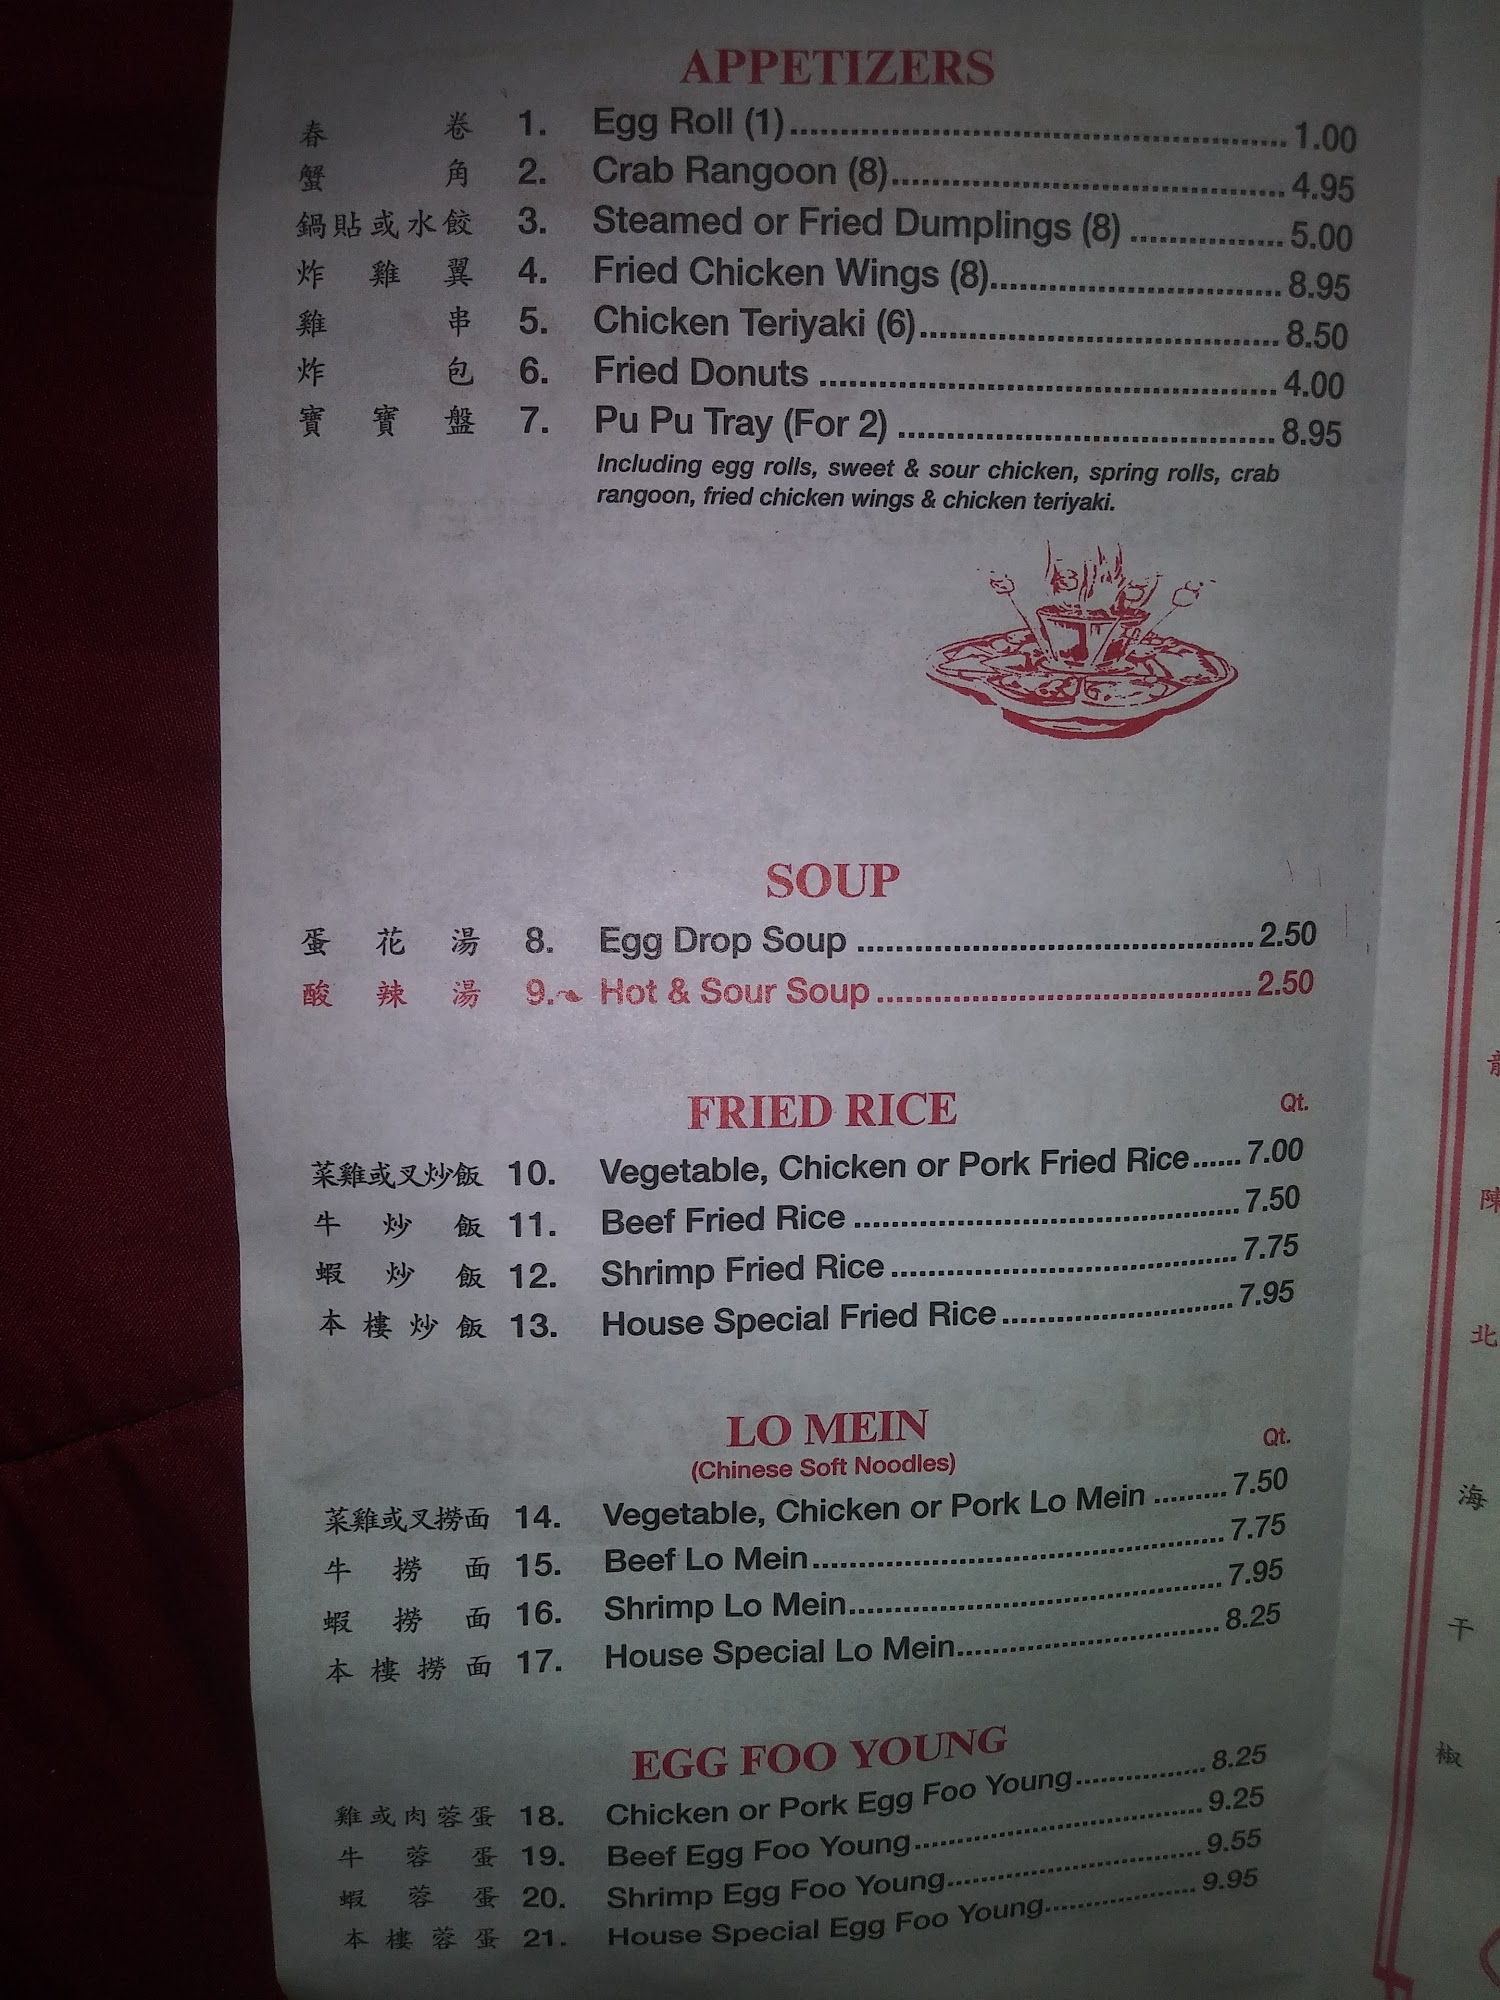 APPETIZERS
春卷 1. Egg Roll (1) 1.00
蟹角 2. Crab Rangoon (8) 4.95
鍋貼或水餃 3. Steamed or Fried Dumplings (8) 5.00
炸雞翼 4. Fried Chicken Wings (8) 8.95
雞串 5. Chicken Teriyaki (6) 8.50
炸包 6. Fried Donuts 4.00
寶寶盤 7. Pu Pu Tray (For 2) 8.95
Including egg rolls, sweet & sour chicken, spring rolls, crab
rangoon, fried chicken wings & chicken teriyaki.
SOUP
蛋花湯 8. Egg Drop Soup 2.50
酸辣湯 9. Hot & Sour Soup 2.50
FRIED RICE Qt.
菜雞或叉炒飯 10. Vegetable, Chicken or Pork Fried Rice 7.00
牛炒飯 11. Beef Fried Rice 7.50
蝦炒飯 12. Shrimp Fried Rice 7.75
本樓炒飯 13. House Special Fried Rice 7.95
LO MEIN Qt.
(Chinese Soft Noodles)
菜雞或叉撈面 14. Vegetable, Chicken or Pork Lo Mein 7.50
牛撈面 15. Beef Lo Mein 7.75
蝦撈面 16. Shrimp Lo Mein 7.95
本樓撈面 17. House Special Lo Mein 8.25
EGG FOO YOUNG
雞或肉蓉蛋 18. Chicken or Pork Egg Foo Young 8.25
牛蓉蛋 19. Beef Egg Foo Young 9.25
蝦蓉蛋 20. Shrimp Egg Foo Young 9.55
本樓蓉蛋 21. House Special Egg Foo Young 9.95
陳
北
海
干
椒